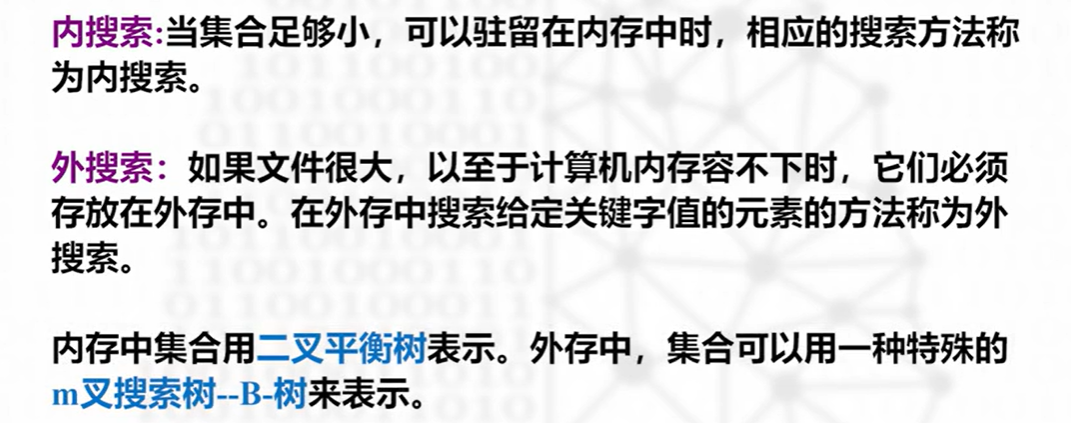 内搜索:当集合足够小，可以驻留在内存中时，相应的搜索方法称
为内搜索。
外搜索：如果文件很大，以至于计算机内存容不下时，它们必须
存放在外存中。在外存中搜索给定关键字值的元素的方法称为外
搜索。
内存中集合用二叉平衡树表示。外存中，集合可以用一种特殊的
m叉搜索树--B-树来表示。